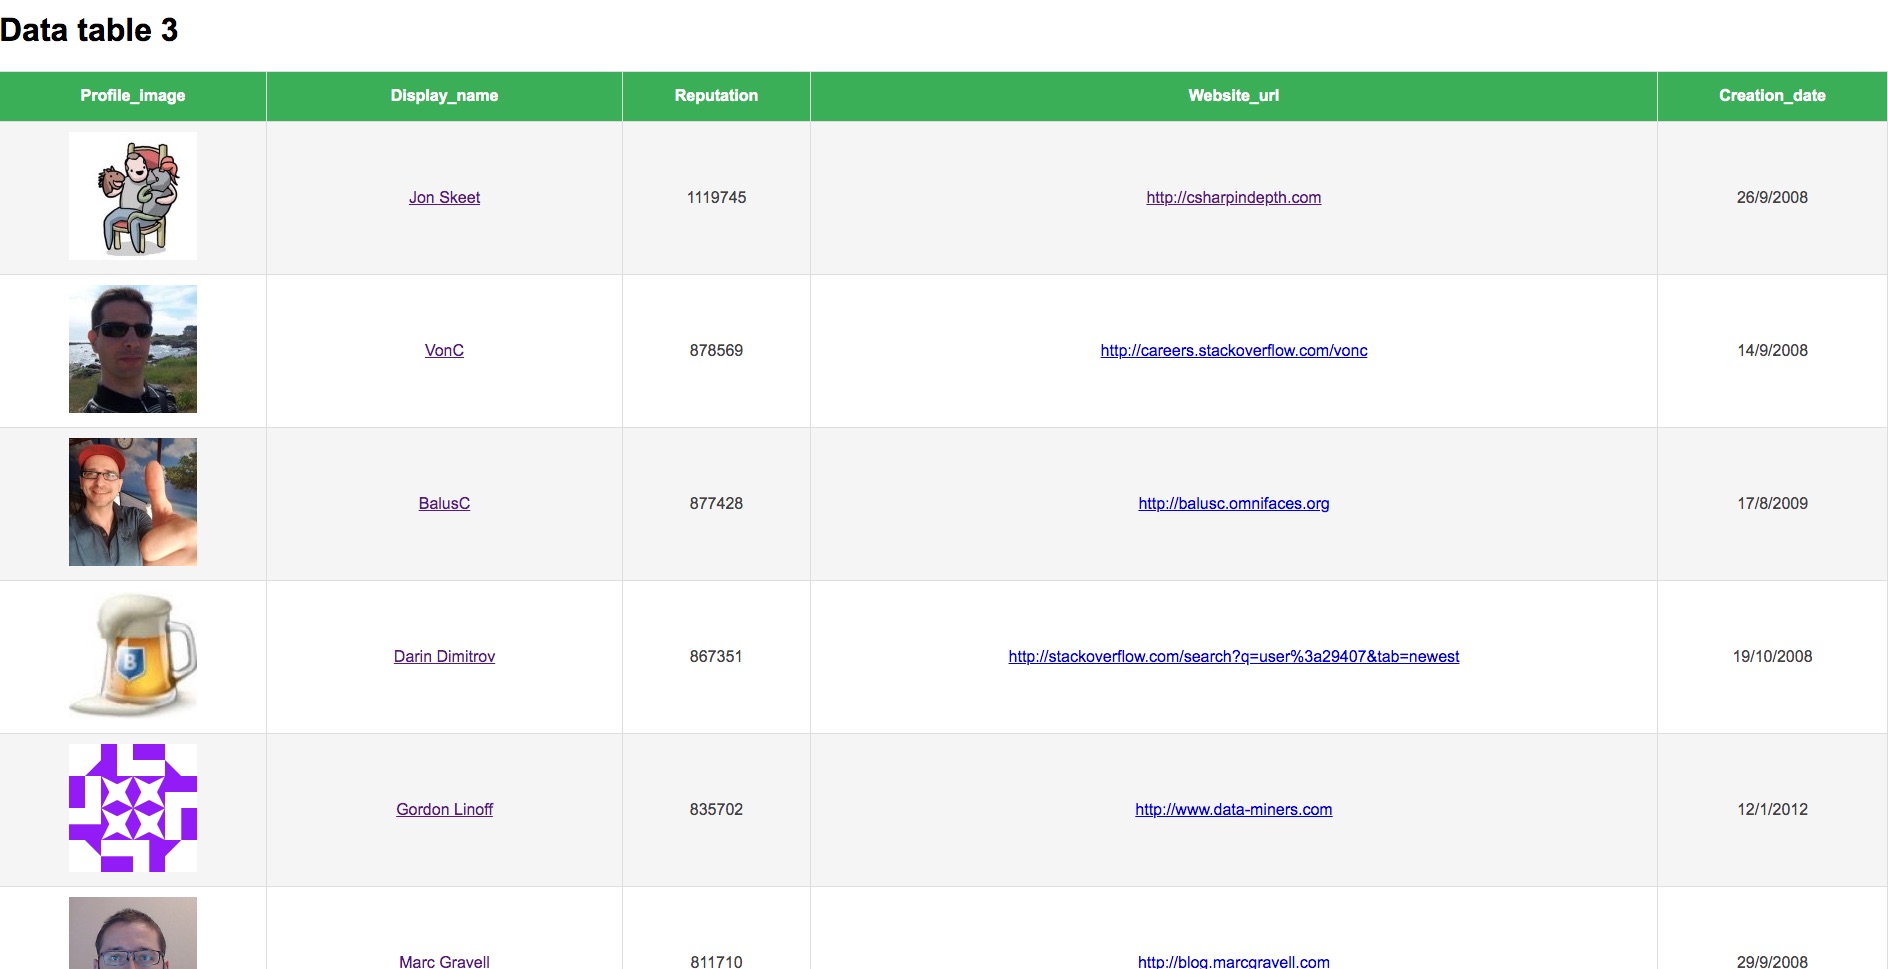 Data table 3
Profile_image Display_name Reputation Website_url Creation_date
Jon Skeet 1119745 http://csharpindepth.com 26/9/2008
VonC 878569 http://careers.stackoverflow.com/vonc 14/9/2008
BalusC 877428 http://balusc.omnifaces.org 17/8/2009
Darin Dimitrov 867351 http://stackoverflow.com/search?q=user%3a29407&tab=newest 19/10/2008
B
Gordon Linoff 835702 http://www.data-miners.com 12/1/2012
Marc Gravell 811710 http://blog.marcgravell.com 29/9/2008